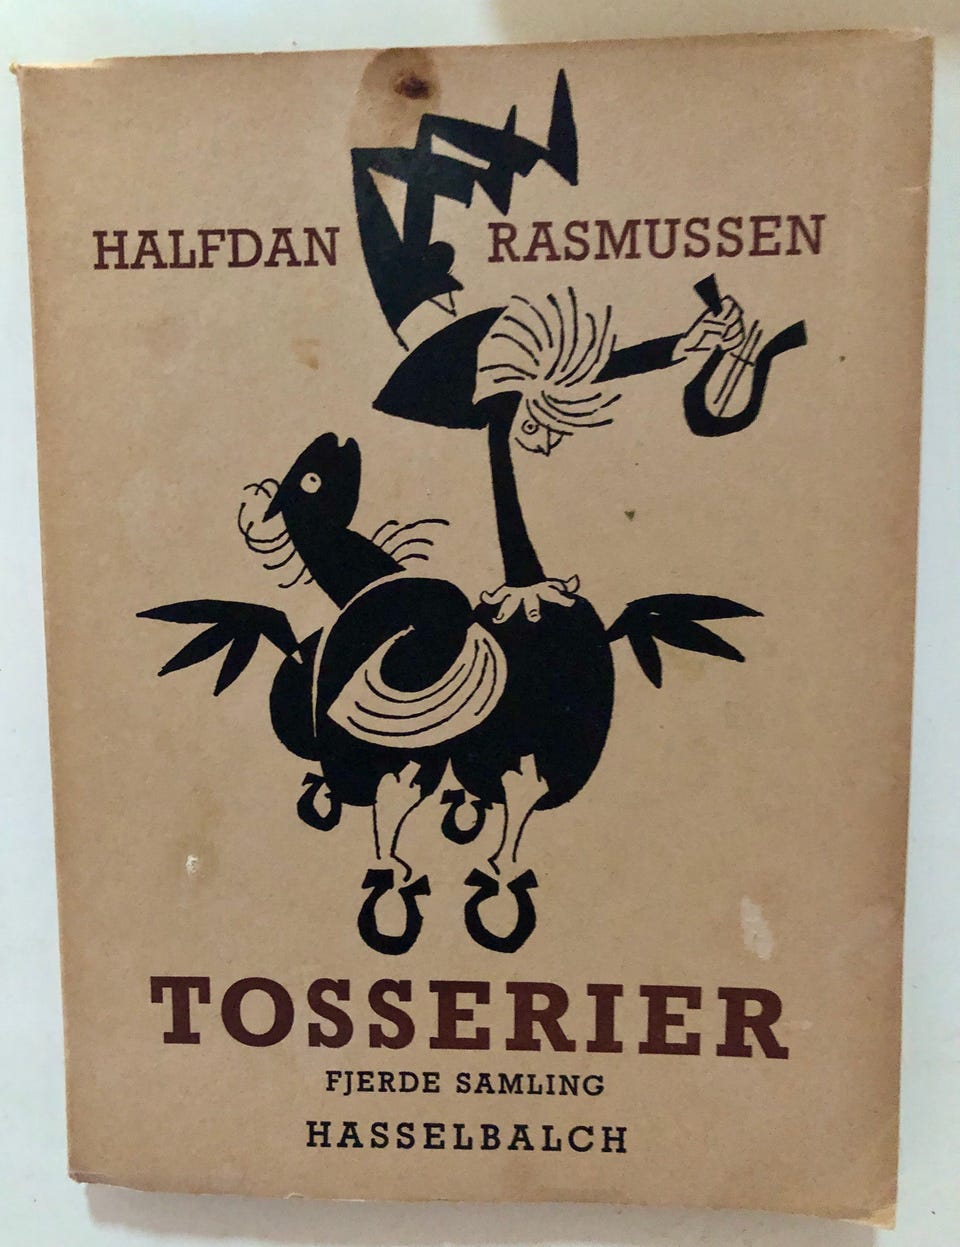 HALFDAN RASMUSSEN
TOSSERIER
FJERDE SAMLING
HASSELBALCH